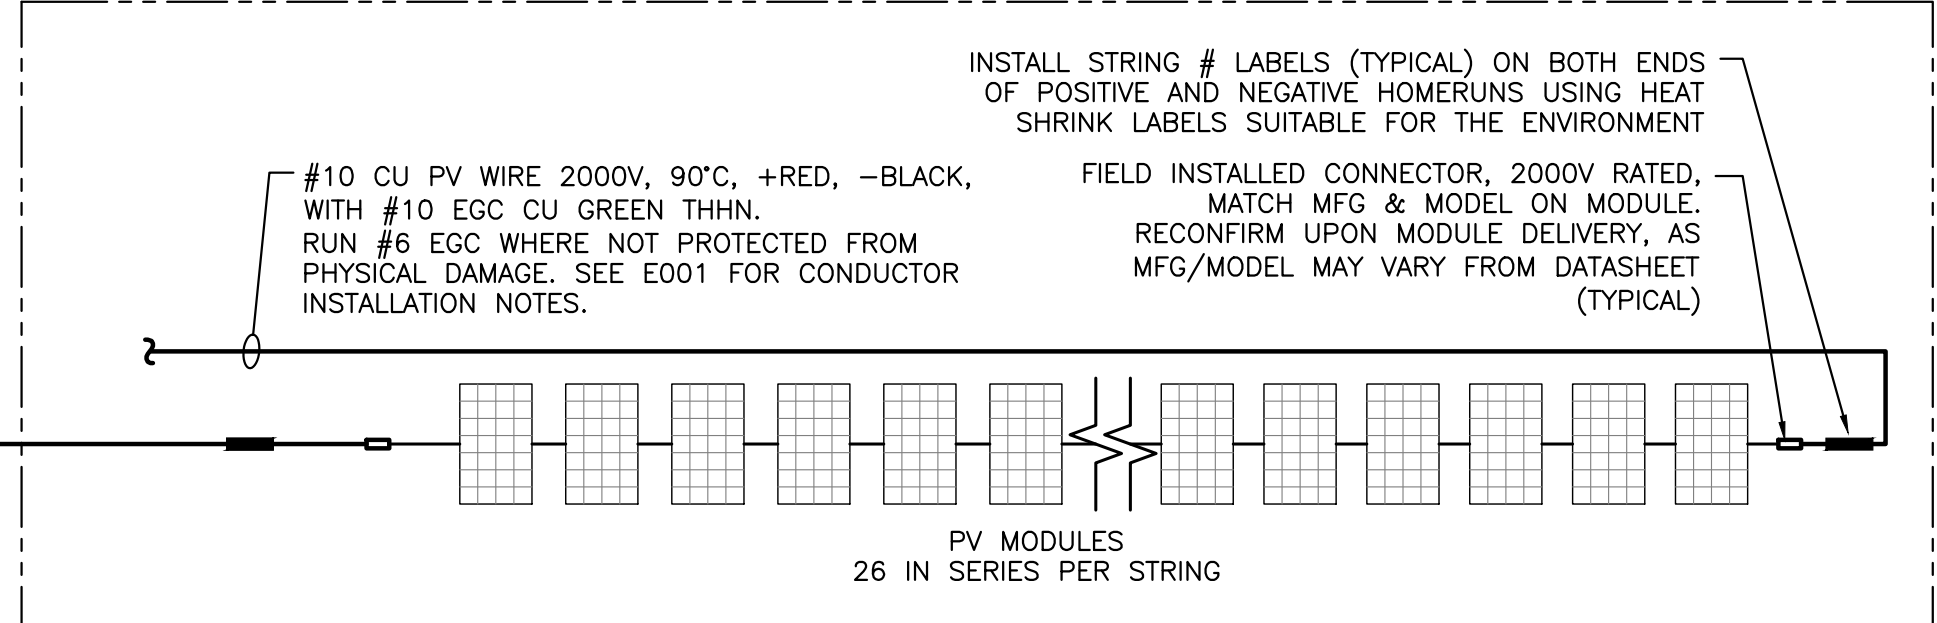 INSTALL STRING # LABELS (TYPICAL) ON BOTH ENDS
OF POSITIVE AND NEGATIVE HOMERUNS USING HEAT
SHRINK LABELS SUITABLE FOR THE ENVIRONMENT
#10 CU PV WIRE 2000V, 90°C, +RED, −BLACK,
WITH #10 EGC CU GREEN THHN.
RUN #6 EGC WHERE NOT PROTECTED FROM
PHYSICAL DAMAGE. SEE E001 FOR CONDUCTOR
INSTALLATION NOTES.
FIELD INSTALLED CONNECTOR, 2000V RATED,
MATCH MFG & MODEL ON MODULE.
RECONFIRM UPON MODULE DELIVERY, AS
MFG/MODEL MAY VARY FROM DATASHEET
(TYPICAL)
PV MODULES
26 IN SERIES PER STRING